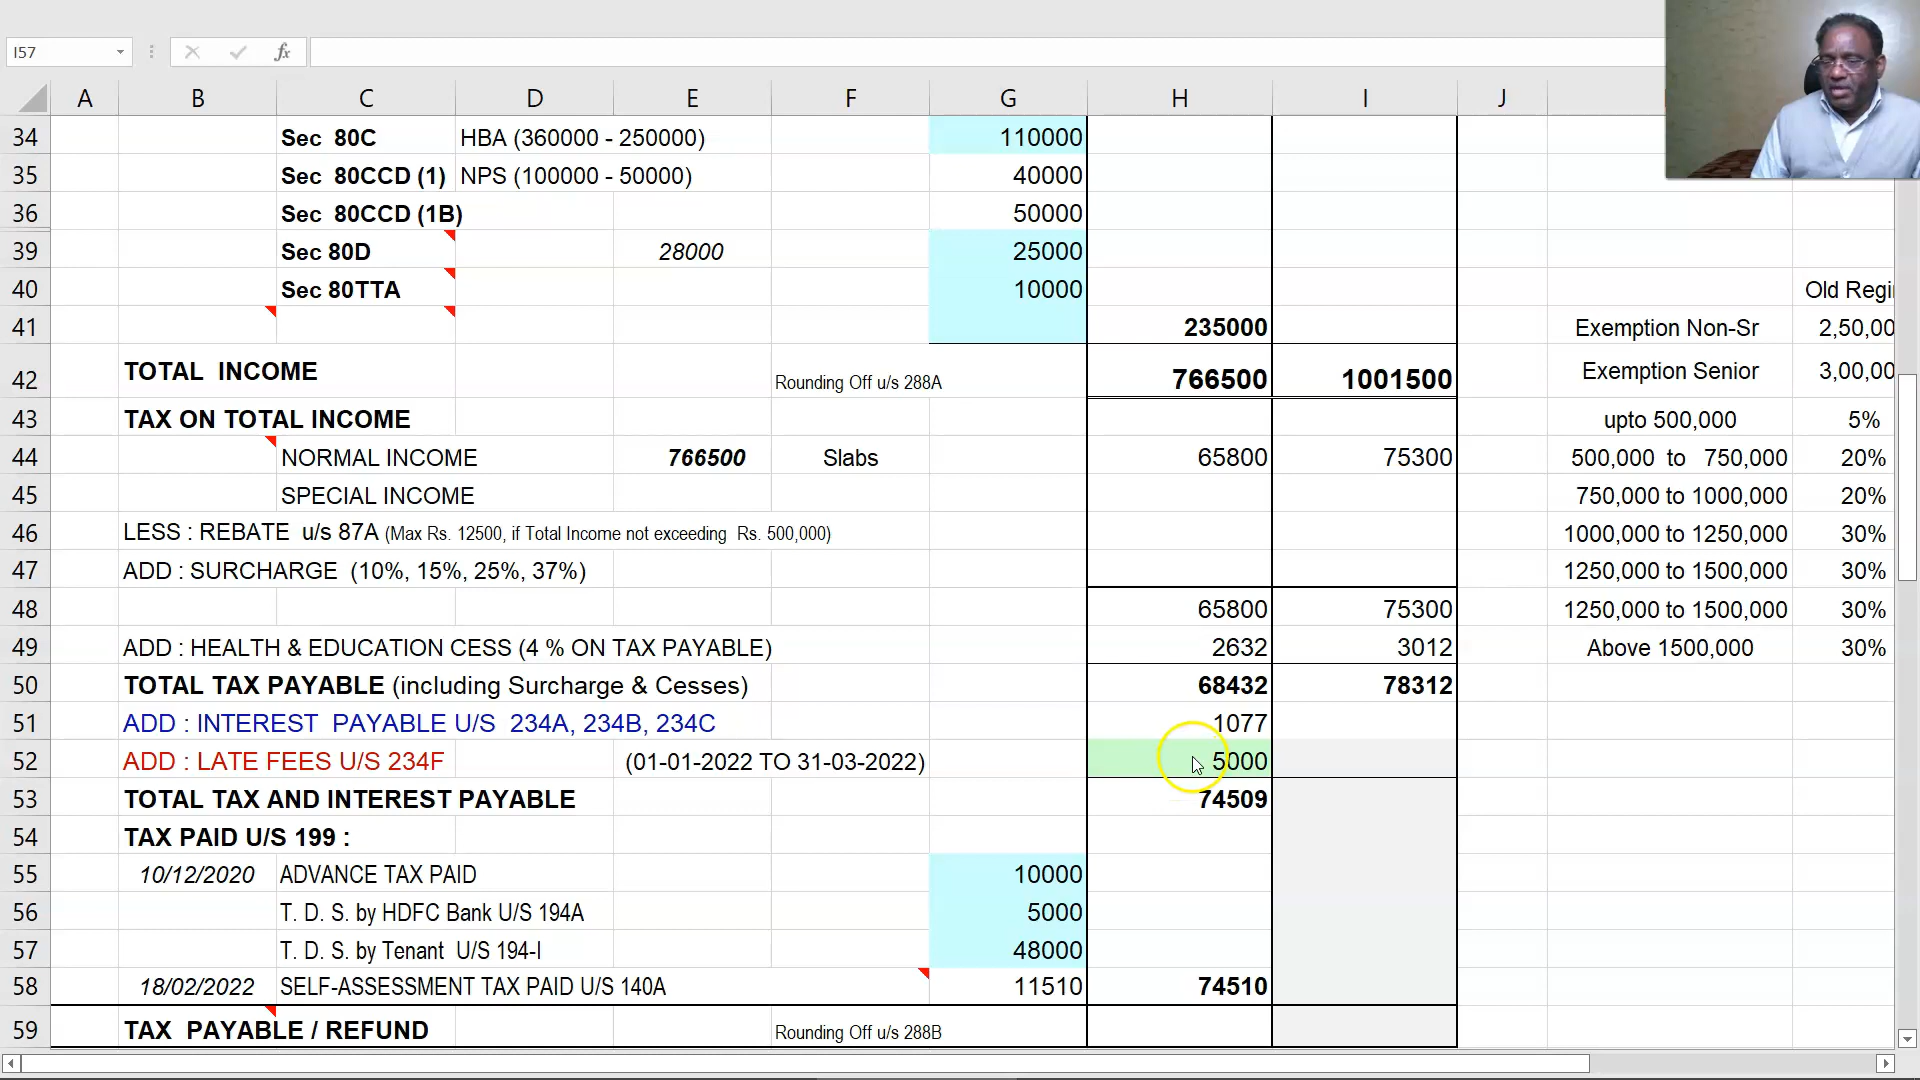 I57 fx
A B C D E F G H I J
34 Sec 80C HBA (360000 - 250000) 110000
35 Sec 80CCD (1) NPS (100000 - 50000) 40000
36 Sec 80CCD (1B) 50000
39 Sec 80D 28000 25000
40 Sec 80TTA 10000 Old Regi
41 235000 Exemption Non-Sr 2,50,00
42 TOTAL INCOME Rounding Off u/s 288A 766500 1001500 Exemption Senior 3,00,00
43 TAX ON TOTAL INCOME upto 500,000 5%
44 NORMAL INCOME 766500 Slabs 65800 75300 500,000 to 750,000 20%
45 SPECIAL INCOME 750,000 to 1000,000 20%
46 LESS : REBATE u/s 87A (Max Rs. 12500, if Total Income not exceeding Rs. 500,000) 1000,000 to 1250,000 30%
47 ADD : SURCHARGE (10%, 15%, 25%, 37%) 1250,000 to 1500,000 30%
48 65800 75300 1250,000 to 1500,000 30%
49 ADD : HEALTH & EDUCATION CESS (4 % ON TAX PAYABLE) 2632 3012 Above 1500,000 30%
50 TOTAL TAX PAYABLE (including Surcharge & Cesses) 68432 78312
51 ADD : INTEREST PAYABLE U/S 234A, 234B, 234C 1077
52 ADD : LATE FEES U/S 234F (01-01-2022 TO 31-03-2022) 5000
53 TOTAL TAX AND INTEREST PAYABLE 74509
54 TAX PAID U/S 199 :
55 10/12/2020 ADVANCE TAX PAID 10000
56 T. D. S. by HDFC Bank U/S 194A 5000
57 T. D. S. by Tenant U/S 194-I 48000
58 18/02/2022 SELF-ASSESSMENT TAX PAID U/S 140A 11510 74510
59 TAX PAYABLE / REFUND Rounding Off u/s 288B